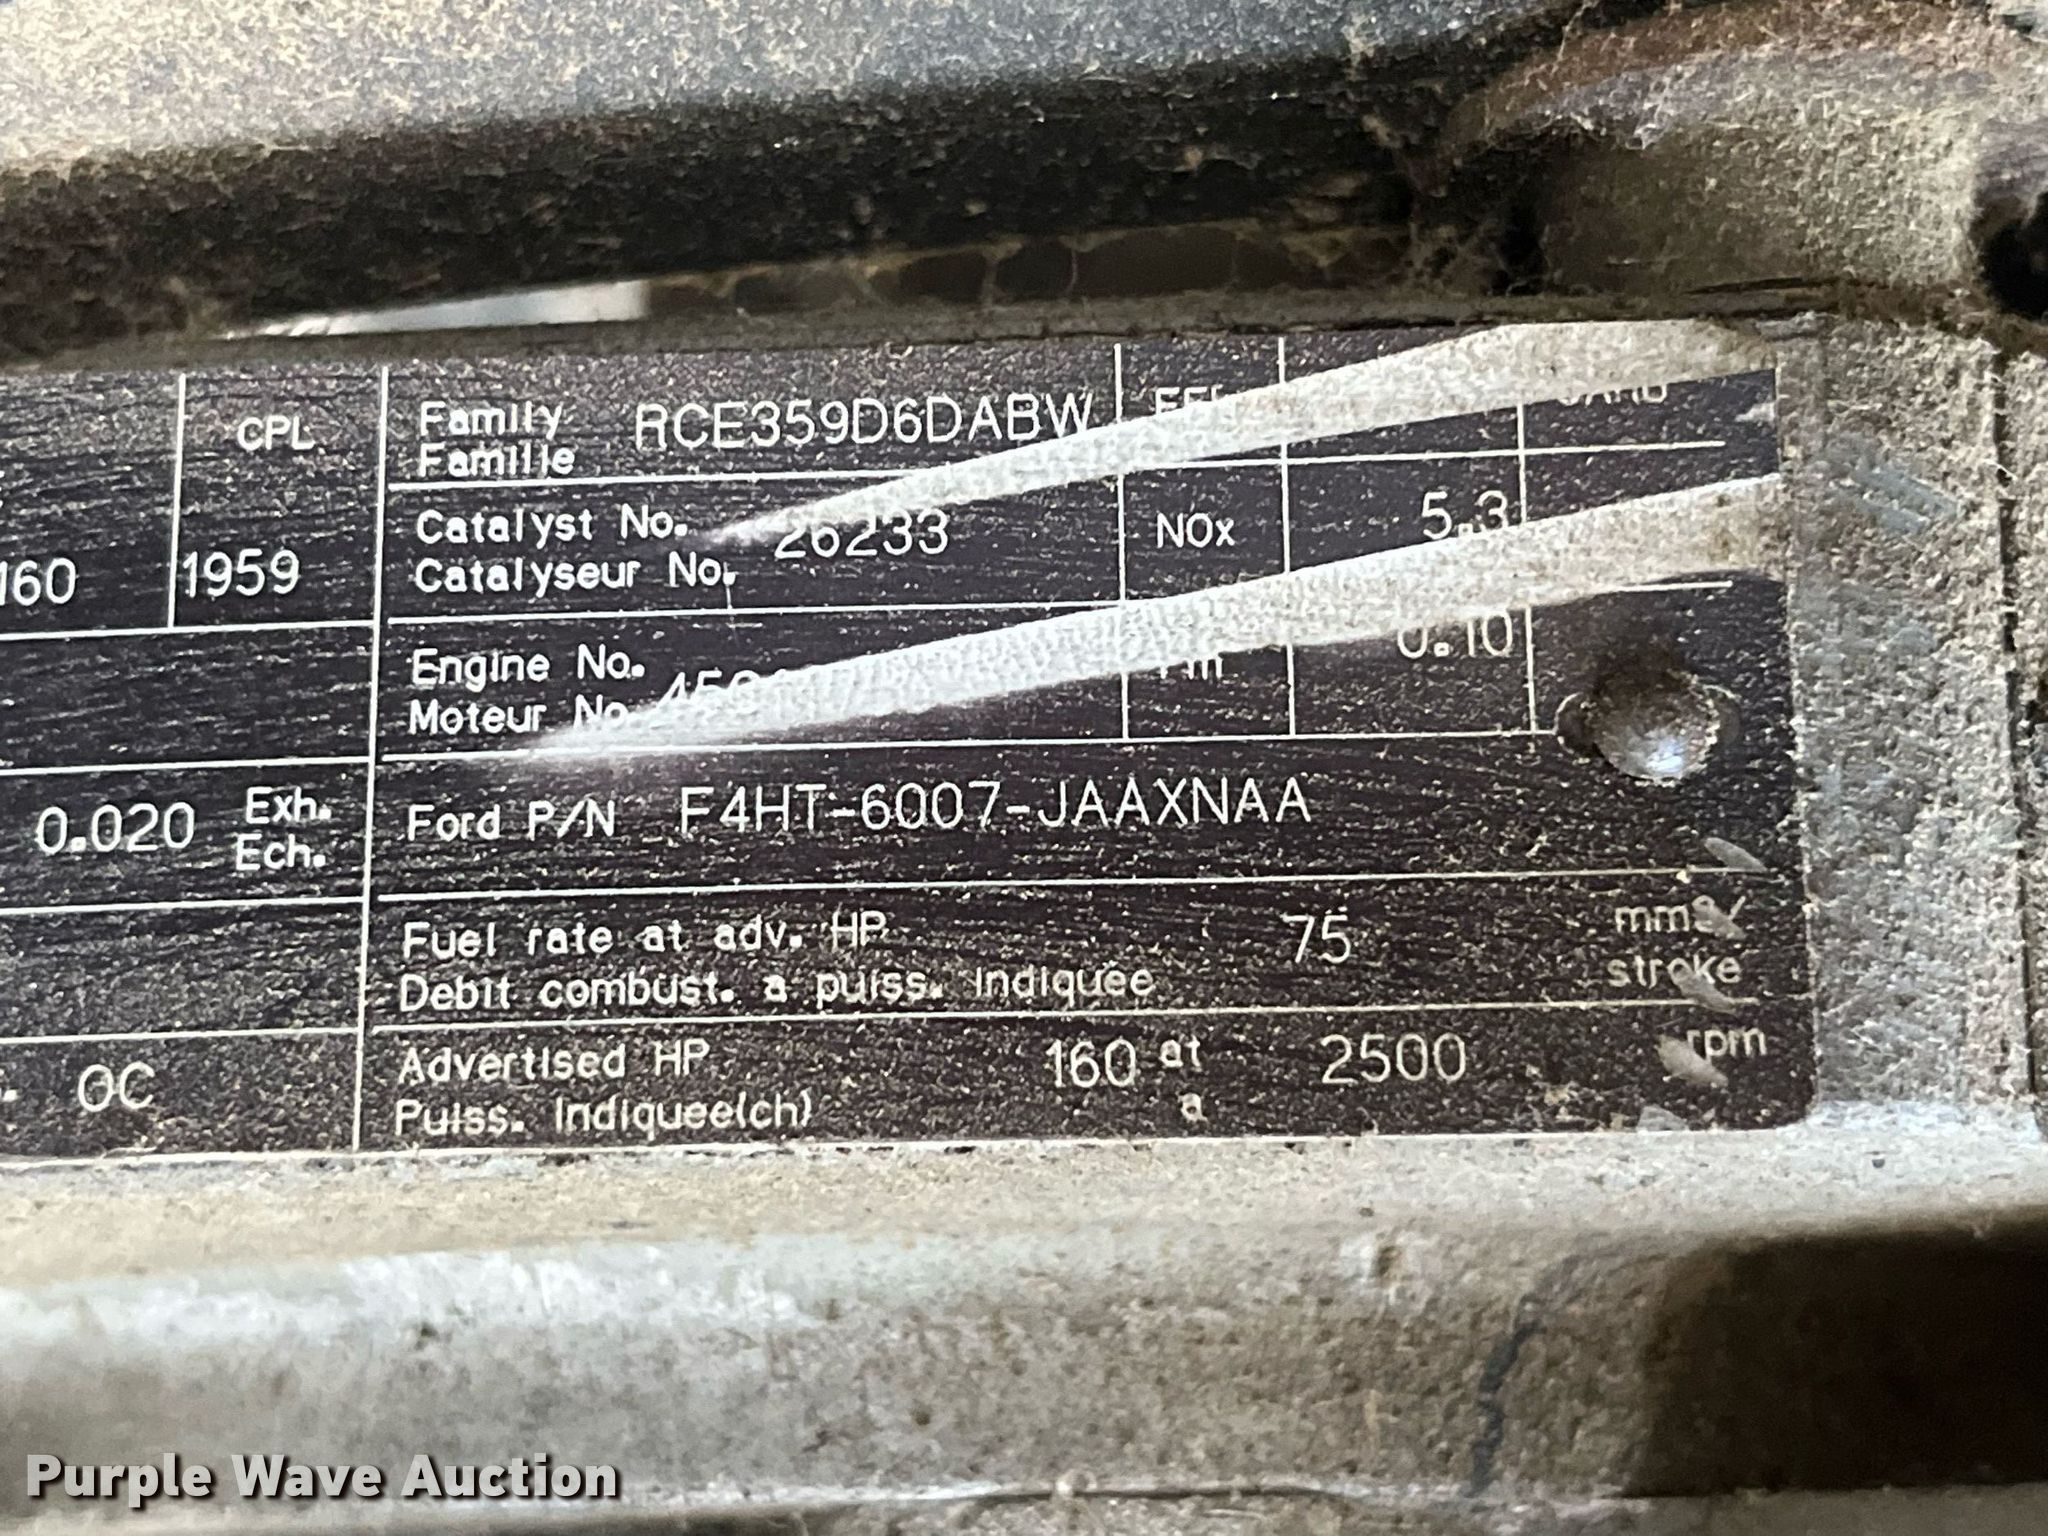 CPL
Family RCE359D6DABW
Famille
Catalyst No. 26233
Catalyseur No.
NOx 5.3
160 1959
Engine No.
Moteur No.
0.10
0.020 Exh.
Ech.
Ford P/N F4HT-6007-JAAXNAA
Fuel rate at adv. HP 75 mm3/
Debit combust. a puiss. indiquee stroke
OC
Advertised HP 160 at 2500 rpm
Puiss. Indiquee(ch) a
Purple Wave Auction